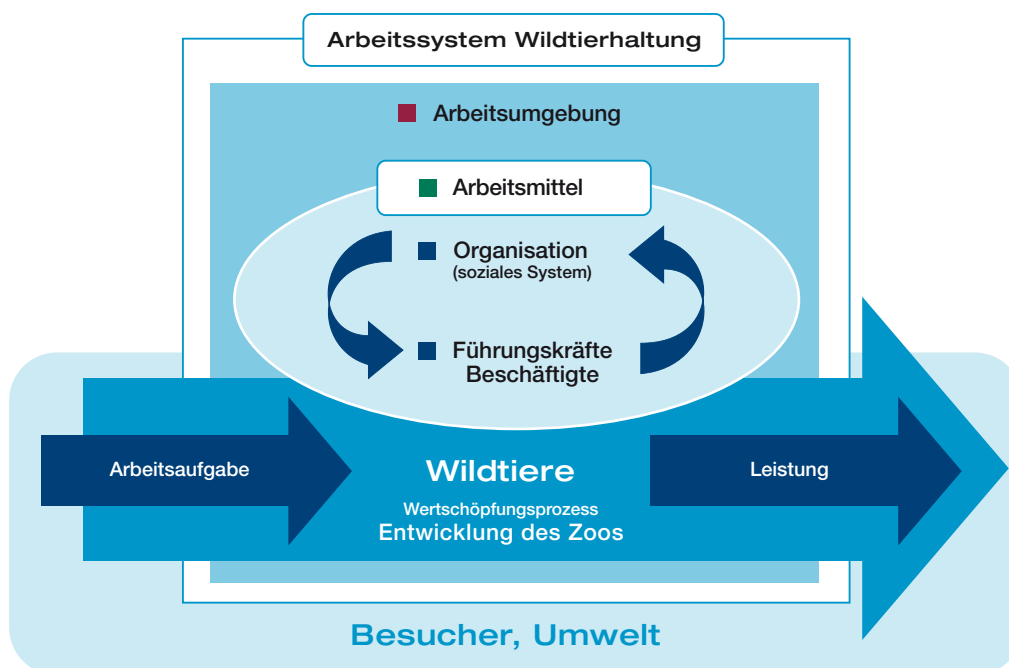 Arbeitssystem Wildtierhaltung
Arbeitsumgebung
Arbeitsmittel
Organisation
(soziales System)
Führungskräfte
Beschäftigte
Arbeitsaufgabe
Wildtiere
Wertschöpfungsprozess
Entwicklung des Zoos
Leistung
Besucher, Umwelt